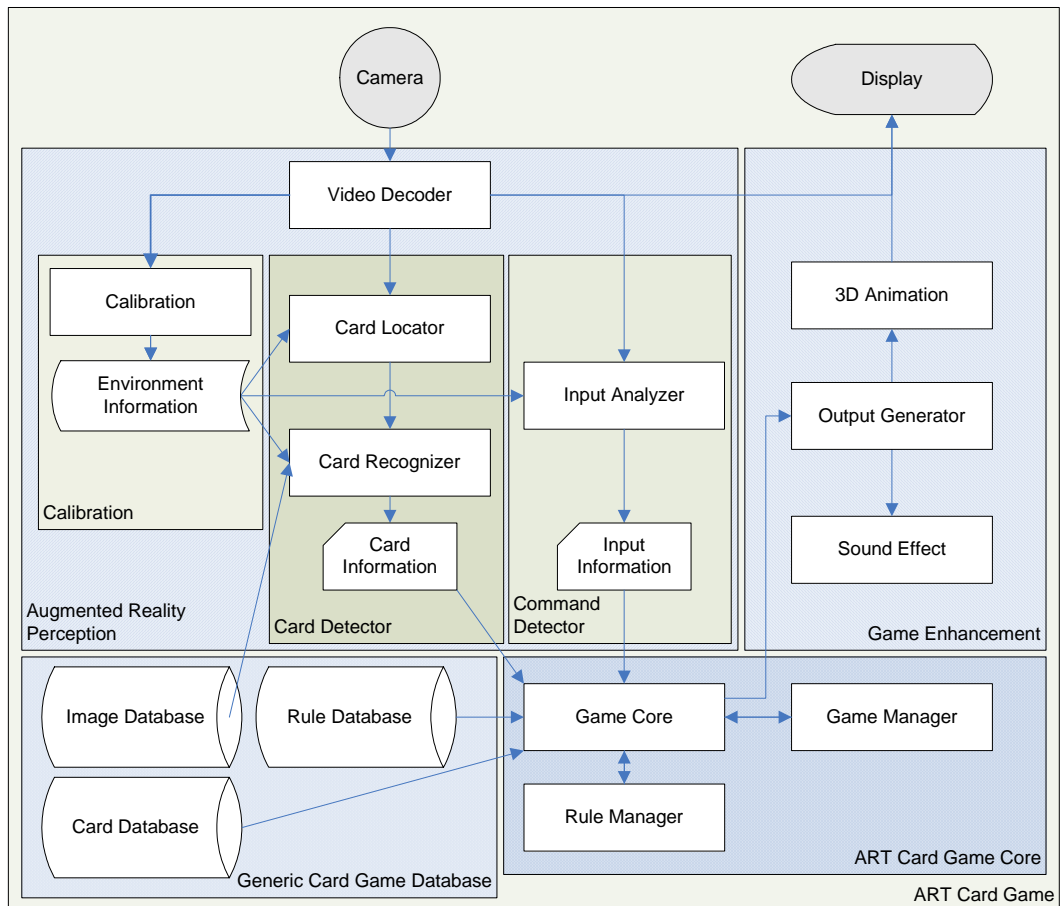 Camera
Display
Video Decoder
Calibration
3D Animation
Card Locator
Environment
Information
Input Analyzer
Output Generator
Card Recognizer
Calibration
Card
Information
Input
Information
Sound Effect
Augmented Reality
Perception
Card Detector
Command
Detector
Game Enhancement
Image Database
Rule Database
Game Core
Game Manager
Card Database
Rule Manager
Generic Card Game Database
ART Card Game Core
ART Card Game